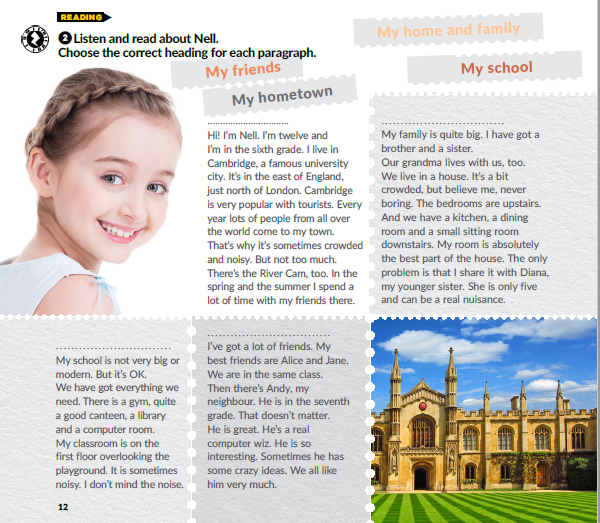 READING
2 Listen and read about Nell.
Choose the correct heading for each paragraph.
My home and family
My friends
My school
My hometown
Hi! I'm Nell. I'm twelve and
I'm in the sixth grade. I live in
Cambridge, a famous university
city. It's in the east of England,
just north of London. Cambridge
is very popular with tourists. Every
year lots of people from all over
the world come to my town.
That's why it's sometimes crowded
and noisy. But not too much.
There's the River Cam, too. In the
spring and the summer I spend a
lot of time with my friends there.
My family is quite big. I have got a
brother and a sister.
Our grandma lives with us, too.
We live in a house. It's a bit
crowded, but believe me, never
boring. The bedrooms are upstairs.
And we have a kitchen, a dining
room and a small sitting room
downstairs. My room is absolutely
the best part of the house. The only
problem is that I share it with Diana,
my younger sister. She is only five
and can be a real nuisance.
My school is not very big or
modern. But it's OK.
We have got everything we
need. There is a gym, quite
a good canteen, a library
and a computer room.
My classroom is on the
first floor overlooking the
playground. It is sometimes
noisy. I don't mind the noise.
I've got a lot of friends. My
best friends are Alice and Jane.
We are in the same class.
Then there's Andy, my
neighbour. He is in the seventh
grade. That doesn't matter.
He is great. He's a real
computer wiz. He is so
interesting. Sometimes he has
some crazy ideas. We all like
him very much.
12